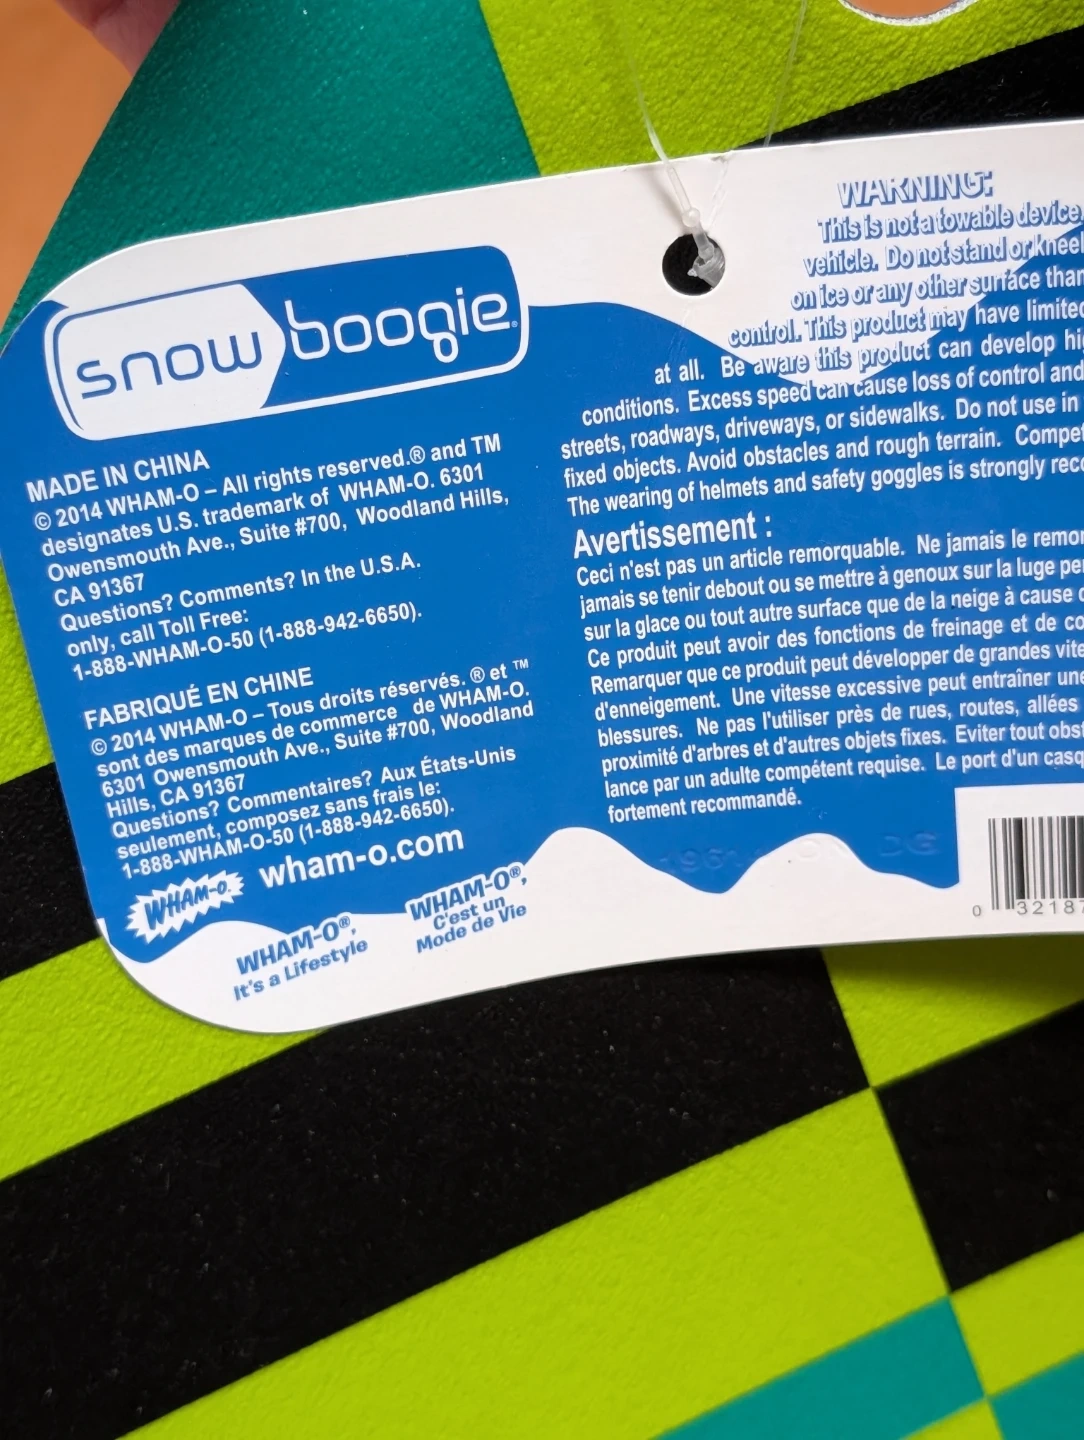 snow boogie®
MADE IN CHINA
© 2014 WHAM-O – All rights reserved.® and TM
designates U.S. trademark of WHAM-O. 6301
Owensmouth Ave., Suite #700, Woodland Hills,
CA 91367
Questions? Comments? In the U.S.A.
only, call Toll Free:
1-888-WHAM-O-50 (1-888-942-6650).
FABRIQUÉ EN CHINE
© 2014 WHAM-O – Tous droits réservés. ® et ™
sont des marques de commerce de WHAM-O.
6301 Owensmouth Ave., Suite #700, Woodland
Hills, CA 91367
Questions? Commentaires? Aux États-Unis
seulement, composez sans frais le:
1-888-WHAM-O-50 (1-888-942-6650).
WHAM-O® wham-o.com
WHAM-O®,
It's a Lifestyle
WHAM-O®,
C'est un
Mode de Vie
WARNING:
This is not a towable device.
vehicle. Do not stand or kneel
on ice or any other surface than
control. This product may have limited
at all. Be aware this product can develop hi
conditions. Excess speed can cause loss of control and
streets, roadways, driveways, or sidewalks. Do not use in
fixed objects. Avoid obstacles and rough terrain. Compet
The wearing of helmets and safety goggles is strongly reco
Avertissement :
Ceci n'est pas un article remorquable. Ne jamais le remor
jamais se tenir debout ou se mettre à genoux sur la luge pe
sur la glace ou tout autre surface que de la neige à cause
Ce produit peut avoir des fonctions de freinage et de co
Remarquer que ce produit peut développer de grandes vite
d'enneigement. Une vitesse excessive peut entraîner une
blessures. Ne pas l'utiliser près de rues, routes, allées
proximité d'arbres et d'autres objets fixes. Eviter tout obs
lance par un adulte compétent requise. Le port d'un casq
fortement recommandé.
0 32187